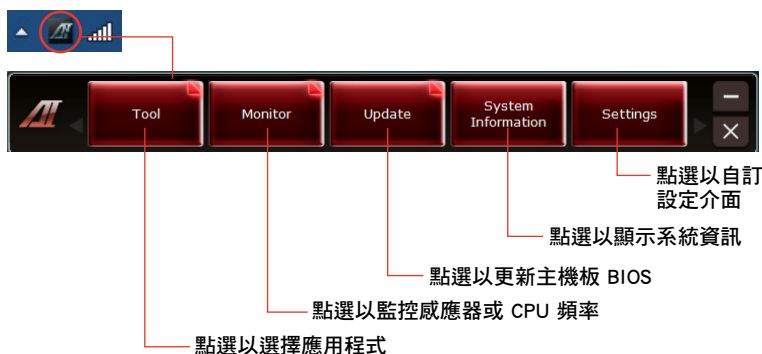 Tool
Monitor
Update
System
Information
Settings
點選以自訂
設定介面
點選以顯示系統資訊
點選以更新主機板 BIOS
點選以監控感應器或 CPU 頻率
點選以選擇應用程式